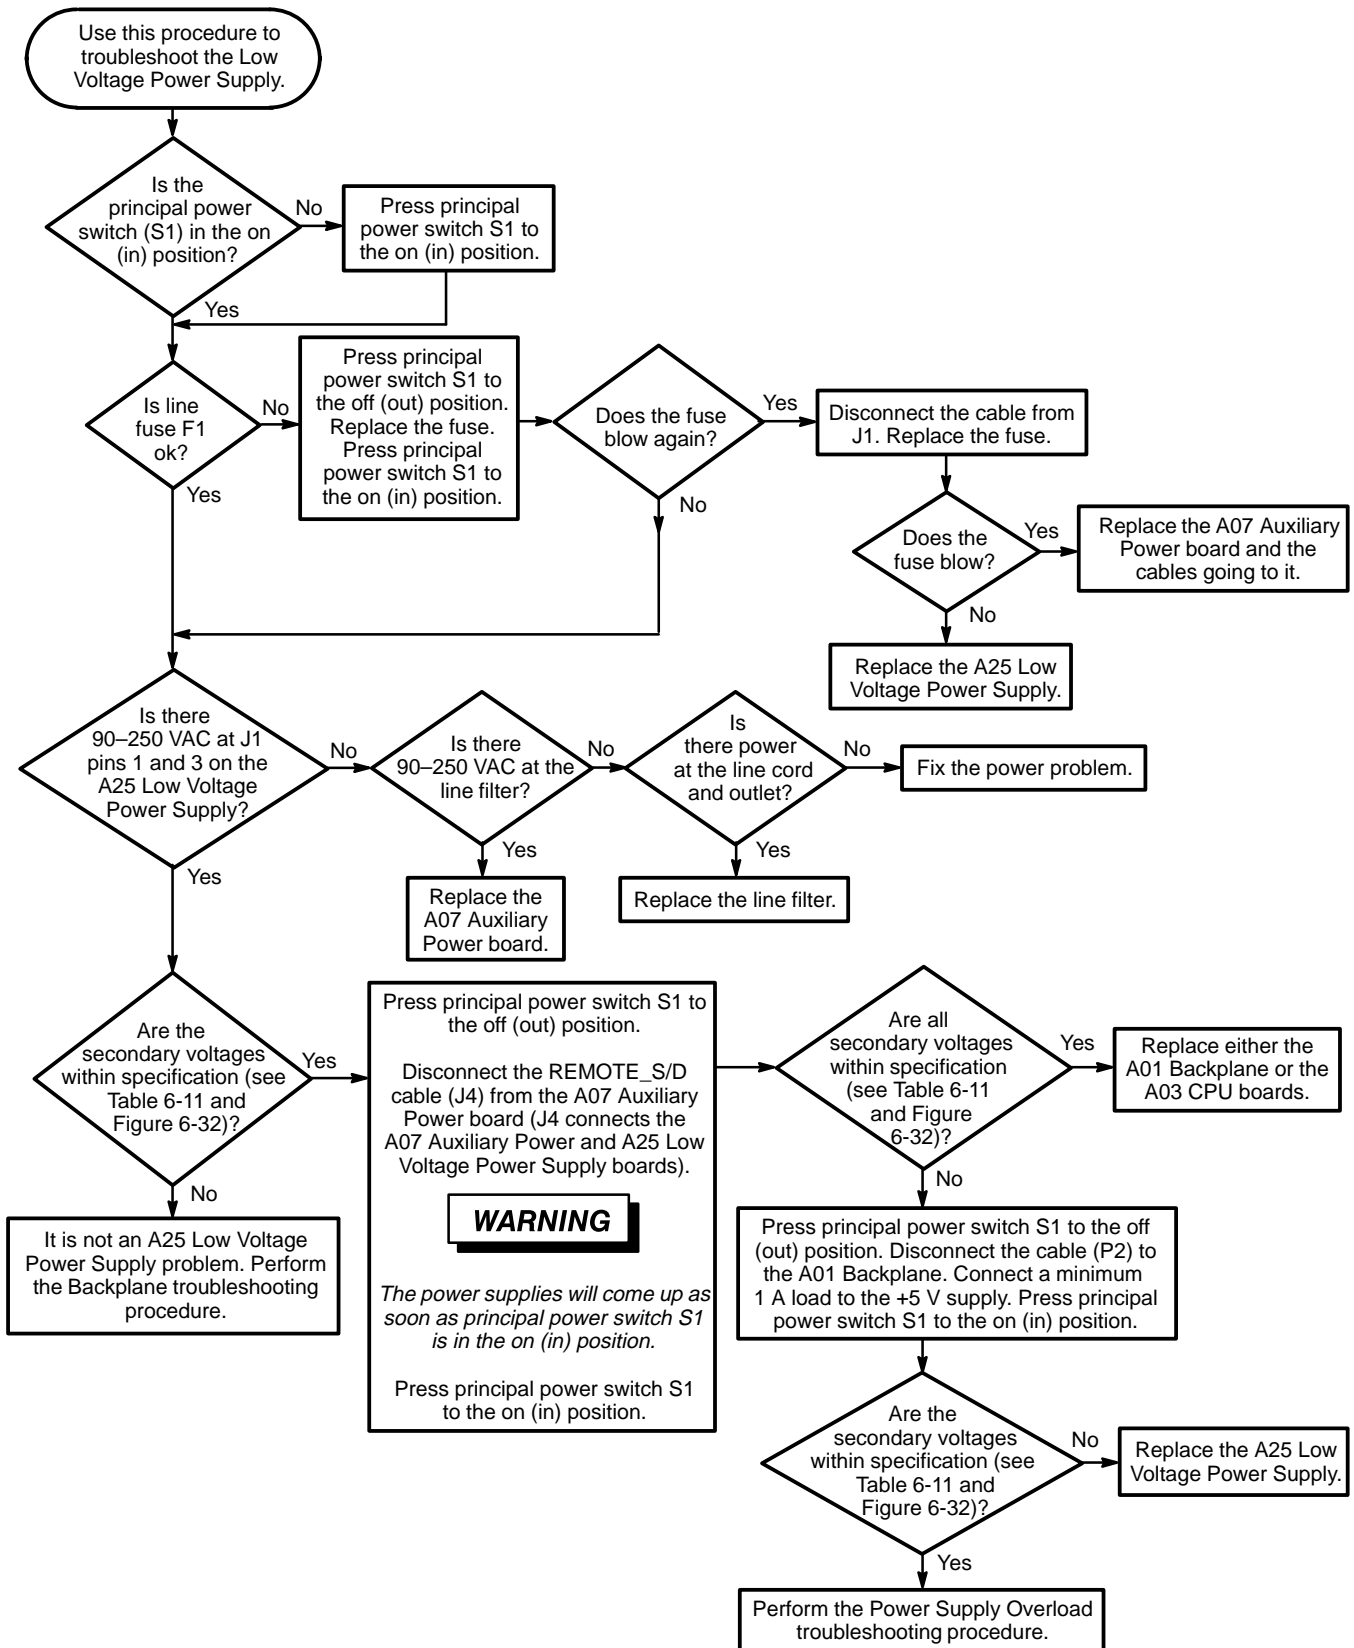 Use this procedure to
troubleshoot the Low
Voltage Power Supply.
Is the
principal power
switch (S1) in the on
(in) position?
No
Press principal
power switch S1 to
the on (in) position.
Yes
Is line
fuse F1
ok?
No
Press principal
power switch S1 to
the off (out) position.
Replace the fuse.
Press principal
power switch S1 to
the on (in) position.
Does the fuse
blow again?
Yes
Disconnect the cable from
J1. Replace the fuse.
Yes
No
Does the
fuse blow?
Yes
Replace the A07 Auxiliary
Power board and the
cables going to it.
No
Replace the A25 Low
Voltage Power Supply.
Is there
90–250 VAC at J1
pins 1 and 3 on the
A25 Low Voltage
Power Supply?
No
Is there
90–250 VAC at the
line filter?
No
Is
there power
at the line cord
and outlet?
No
Fix the power problem.
Yes
Yes
Yes
Replace the
A07 Auxiliary
Power board.
Replace the line filter.
Are the
secondary voltages
within specification (see
Table 6-11 and
Figure 6-32)?
Yes
No
It is not an A25 Low Voltage
Power Supply problem. Perform
the Backplane troubleshooting
procedure.
Press principal power switch S1 to
the off (out) position.
Disconnect the REMOTE_S/D
cable (J4) from the A07 Auxiliary
Power board (J4 connects the
A07 Auxiliary Power and A25 Low
Voltage Power Supply boards).
WARNING
The power supplies will come up as
soon as principal power switch S1
is in the on (in) position.
Press principal power switch S1
to the on (in) position.
Are all
secondary voltages
within specification
(see Table 6-11
and Figure
6-32)?
Yes
Replace either the
A01 Backplane or the
A03 CPU boards.
No
Press principal power switch S1 to the off
(out) position. Disconnect the cable (P2) to
the A01 Backplane. Connect a minimum
1 A load to the +5 V supply. Press principal
power switch S1 to the on (in) position.
Are the
secondary voltages
within specification (see
Table 6-11 and
Figure 6-32)?
No
Replace the A25 Low
Voltage Power Supply.
Yes
Perform the Power Supply Overload
troubleshooting procedure.